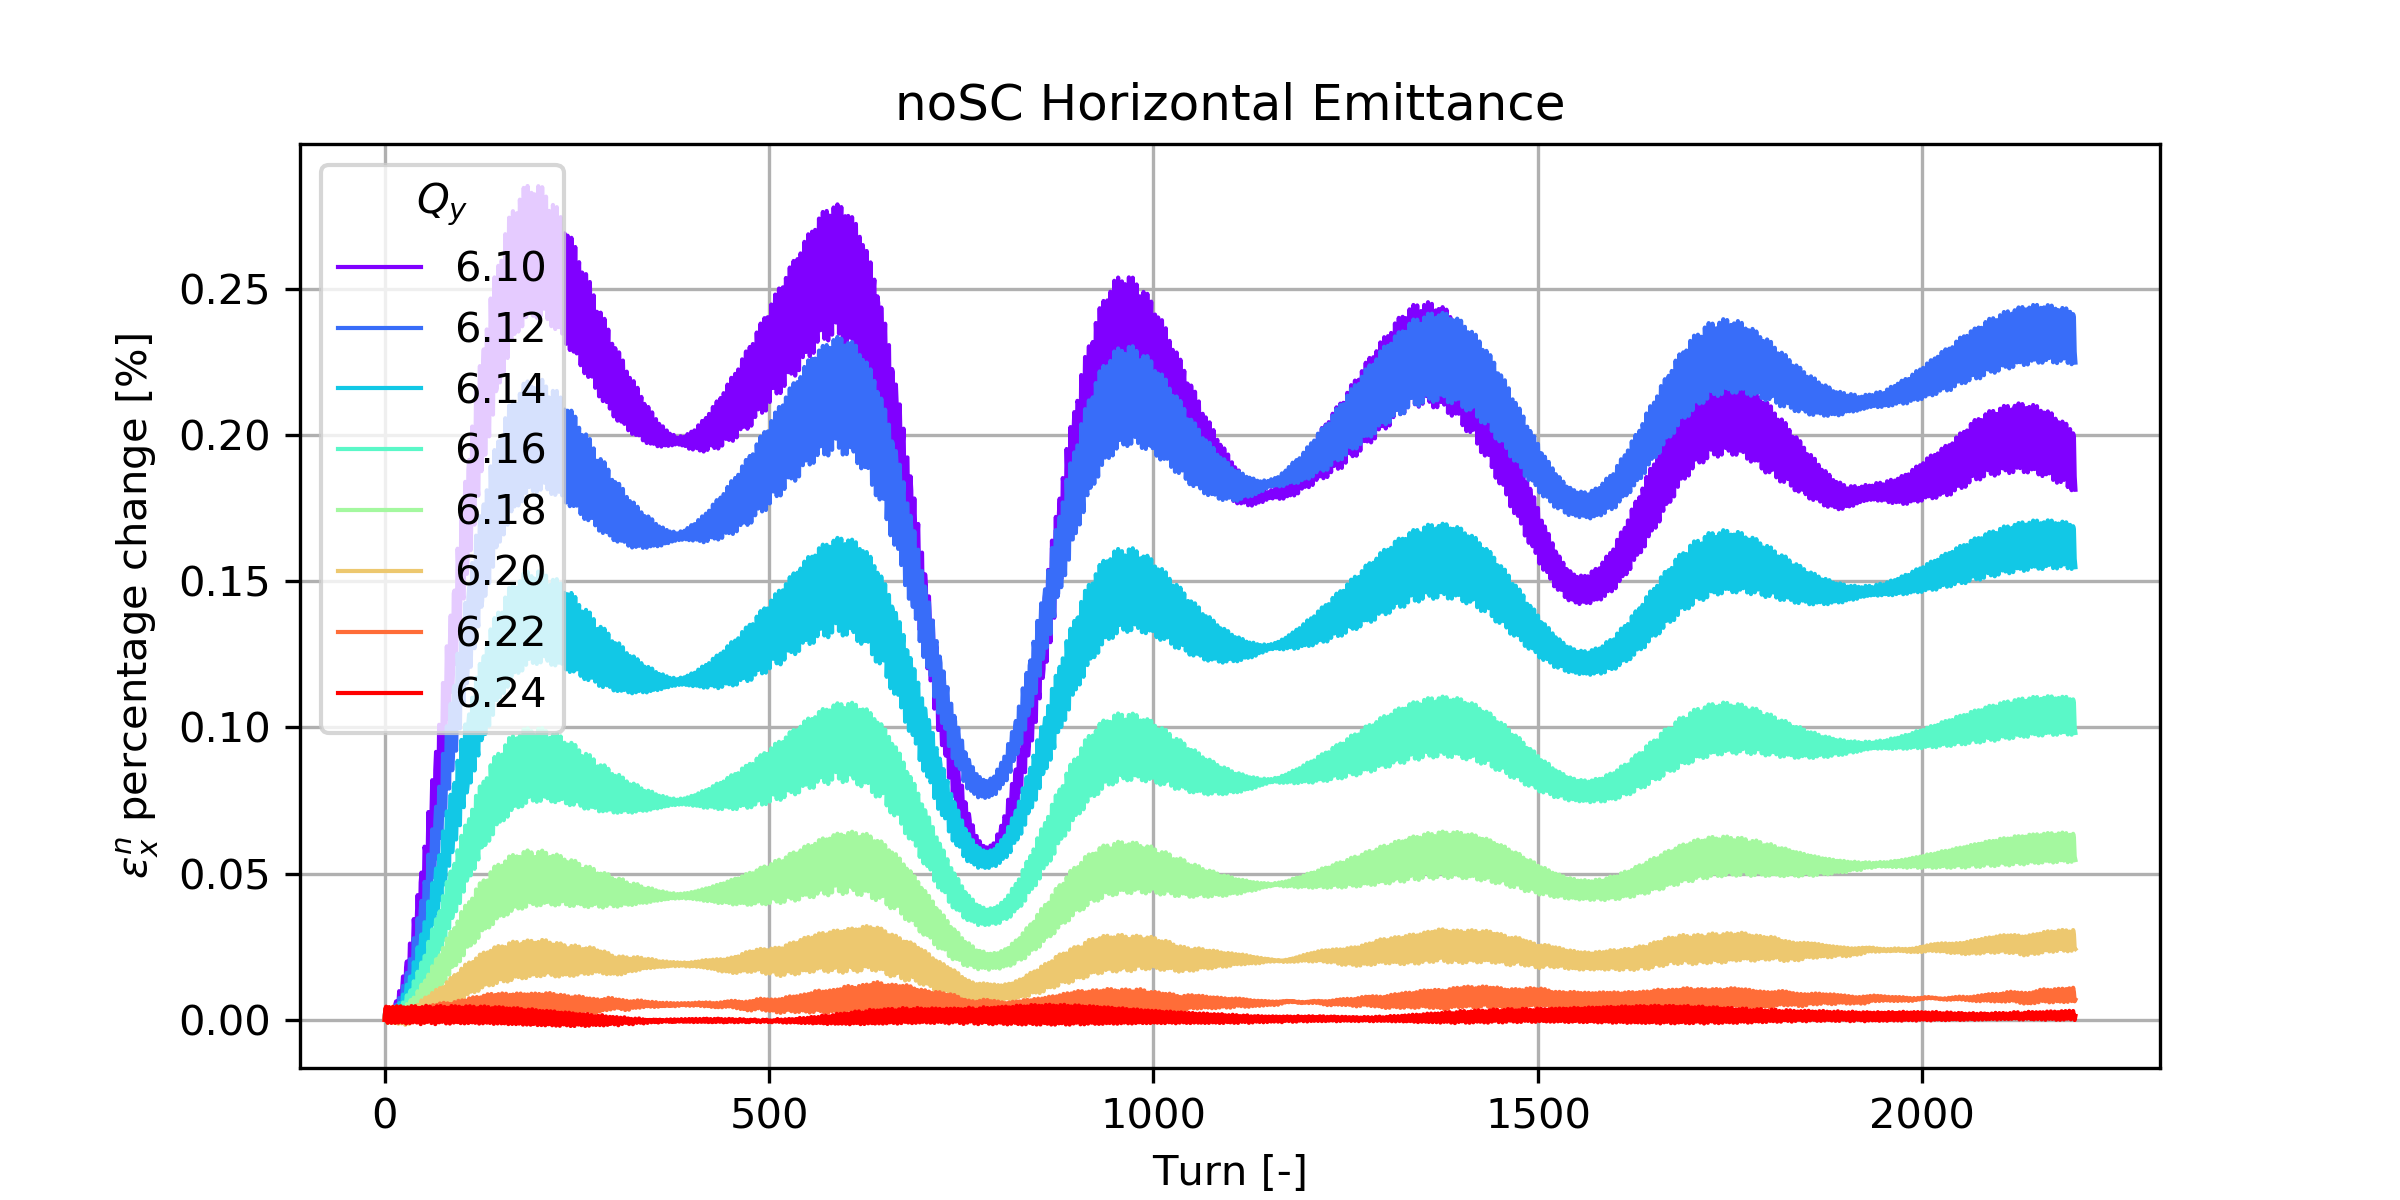 noSC Horizontal Emittance
Q_y
6.10
6.12
6.14
6.16
6.18
6.20
6.22
6.24
0.25
0.20
0.15
0.10
0.05
0.00
ε_x^n percentage change [%]
0 500 1000 1500 2000
Turn [-]